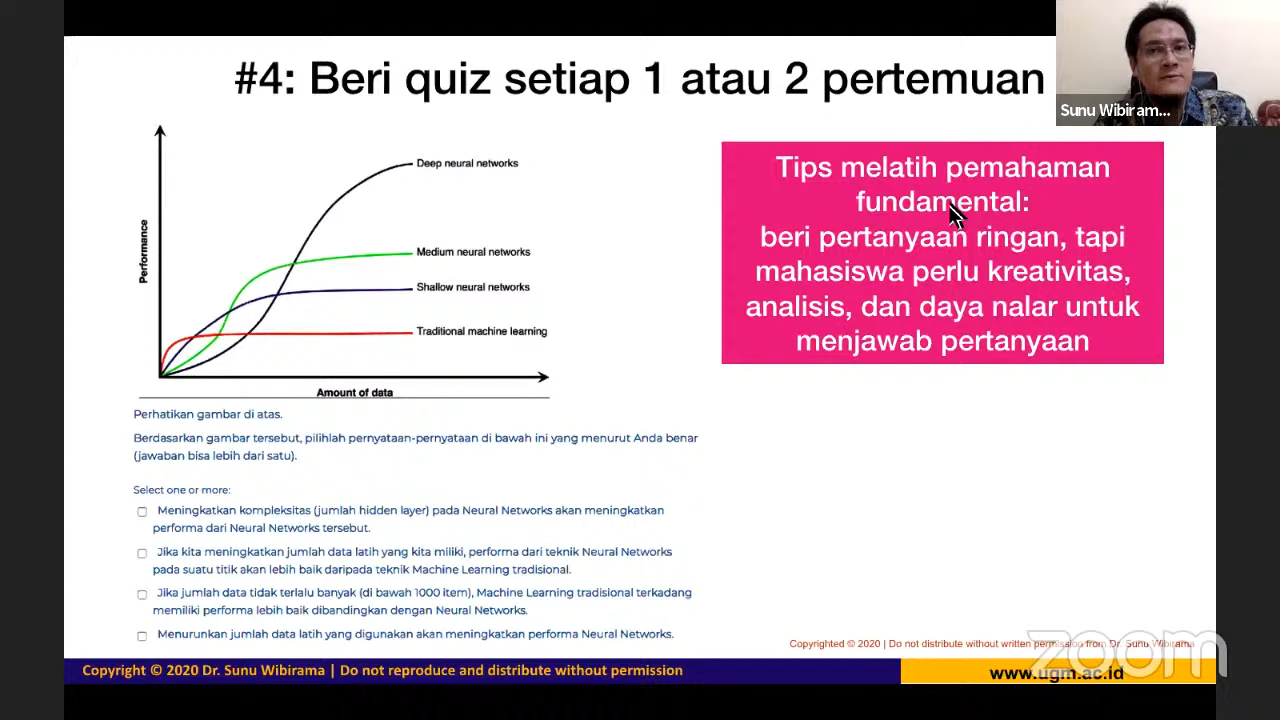 #4: Beri quiz setiap 1 atau 2 pertemuan
Sunu Wibiram...
Deep neural networks
Medium neural networks
Shallow neural networks
Traditional machine learning
Performance
Amount of data
Tips melatih pemahaman
fundamental:
beri pertanyaan ringan, tapi
mahasiswa perlu kreativitas,
analisis, dan daya nalar untuk
menjawab pertanyaan
Perhatikan gambar di atas.
Berdasarkan gambar tersebut, pilihlah pernyataan-pernyataan di bawah ini yang menurut Anda benar
(jawaban bisa lebih dari satu).
Select one or more:
Meningkatkan kompleksitas (jumlah hidden layer) pada Neural Networks akan meningkatkan
performa dari Neural Networks tersebut.
Jika kita meningkatkan jumlah data latih yang kita miliki, performa dari teknik Neural Networks
pada suatu titik akan lebih baik daripada teknik Machine Learning tradisional.
Jika jumlah data tidak terlalu banyak (di bawah 1000 item), Machine Learning tradisional terkadang
memiliki performa lebih baik dibandingkan dengan Neural Networks.
Menurunkan jumlah data latih yang digunakan akan meningkatkan performa Neural Networks.
Copyrighted © 2020 | Do not distribute without written permission from Dr. Sunu Wibirama
zoom
Copyright © 2020 Dr. Sunu Wibirama | Do not reproduce and distribute without permission
www.ugm.ac.id